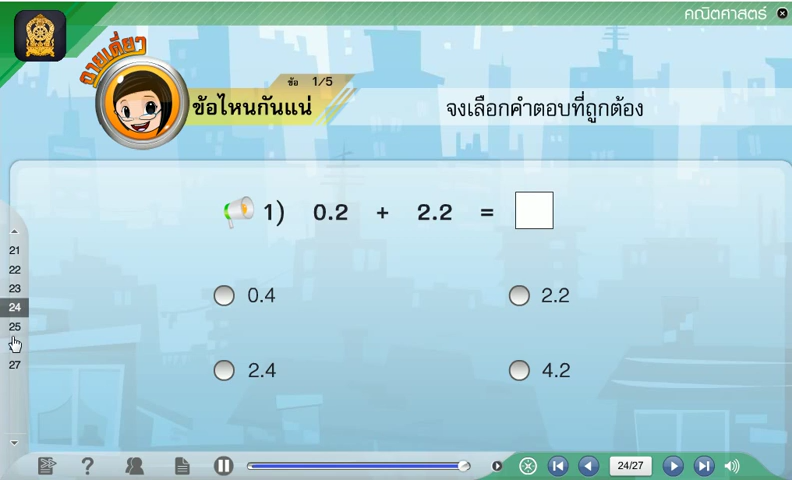 คณิตศาสตร์
ฉายเดี่ยว
ข้อ 1/5
ข้อไหนกันแน่
จงเลือกคำตอบที่ถูกต้อง
1) 0.2 + 2.2 =
0.4
2.2
2.4
4.2
21
22
23
24
25
27
24/27